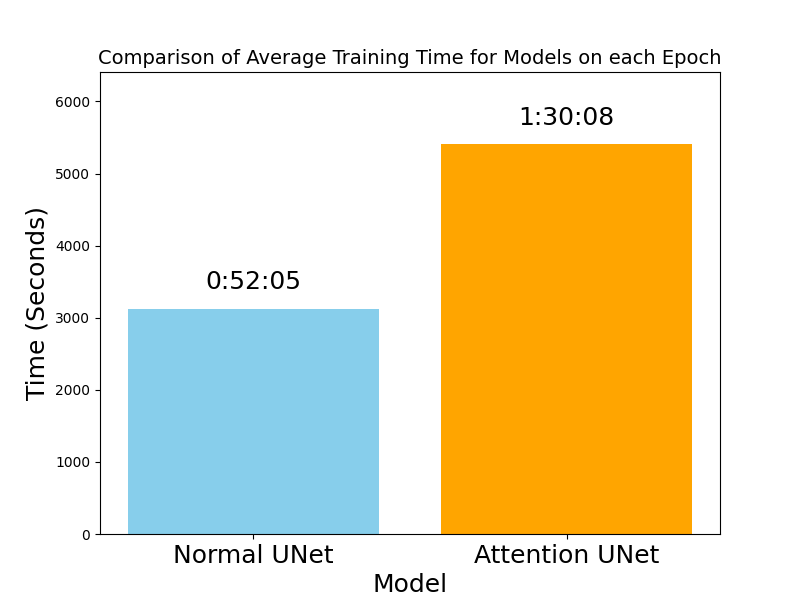 Comparison of Average Training Time for Models on each Epoch
6000
5000
4000
3000
2000
1000
0
Time (Seconds)
1:30:08
0:52:05
Normal UNet
Attention UNet
Model